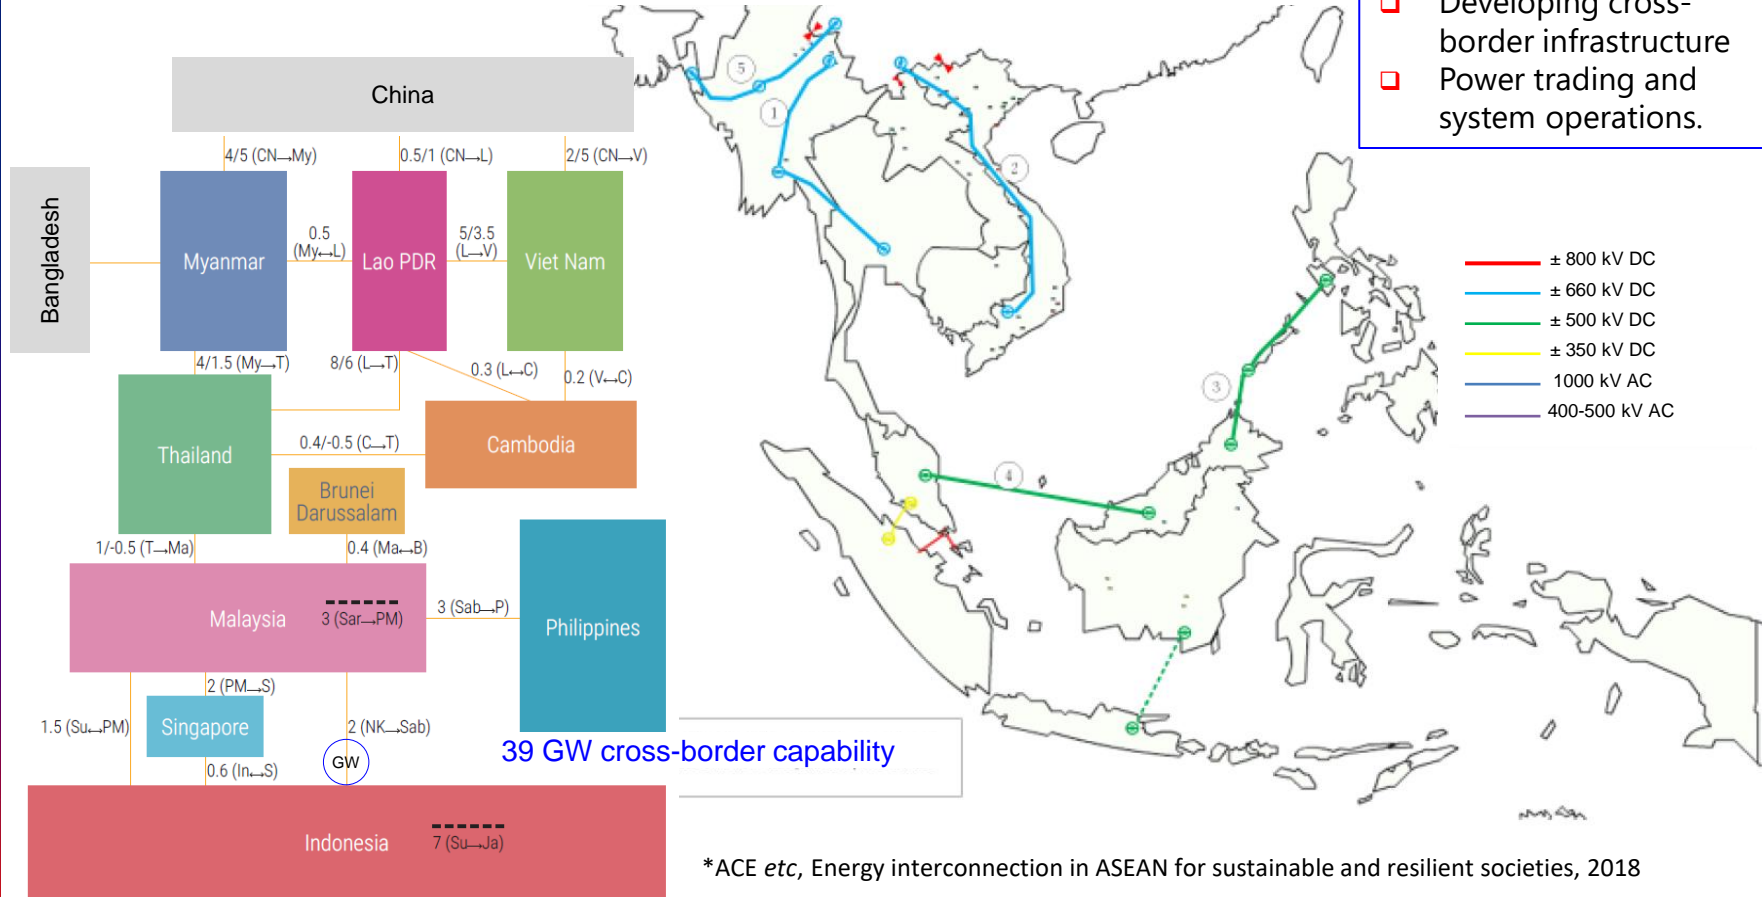 Developing cross-
border infrastructure
Power trading and
system operations.
China
4/5 (CN→My)
0.5/1 (CN→L)
2/5 (CN→V)
Bangladesh
Myanmar
0.5
(My↔L)
Lao PDR
5/3.5
(L→V)
Viet Nam
4/1.5 (My→T)
8/6 (L→T)
0.3 (L↔C)
0.2 (V↔C)
Thailand
0.4/-0.5 (C→T)
Cambodia
Brunei
Darussalam
1/-0.5 (T→Ma)
0.4 (Ma↔B)
Malaysia
3 (Sar→PM)
3 (Sab→P)
Philippines
2 (PM→S)
1.5 (Su↔PM)
Singapore
2 (NK→Sab)
GW
0.6 (In↔S)
39 GW cross-border capability
Indonesia
7 (Su→Ja)
5
1
2
3
4
± 800 kV DC
± 660 kV DC
± 500 kV DC
± 350 kV DC
1000 kV AC
400-500 kV AC
*ACE etc, Energy interconnection in ASEAN for sustainable and resilient societies, 2018